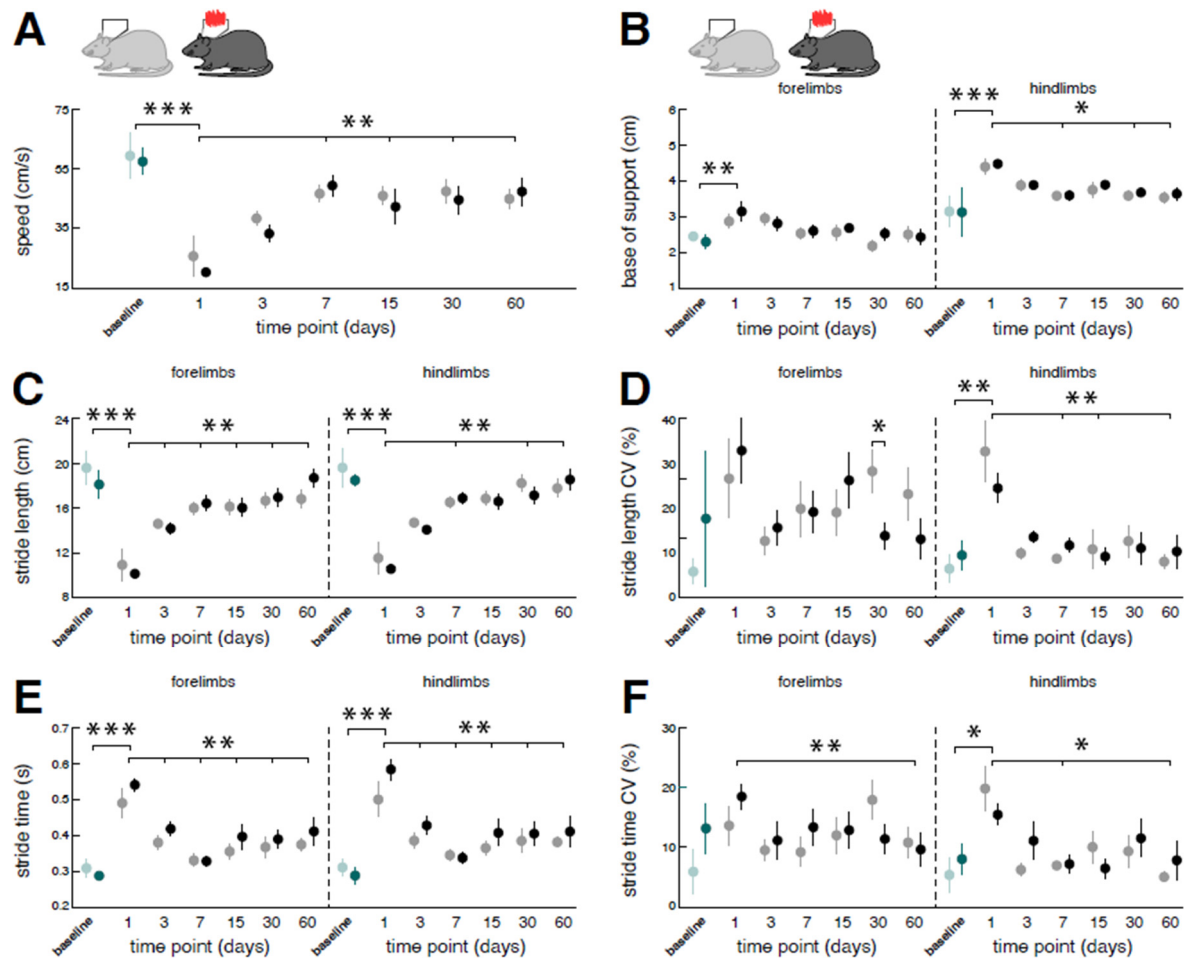 A
B
forelimbs hindlimbs
*** **
75
55
35
15
speed (cm/s)
baseline 1 3 7 15 30 60
time point (days)
** *** *
6
5
4
3
2
1
base of support (cm)
baseline 1 3 7 15 30 60 baseline 1 3 7 15 30 60
time point (days) time point (days)
C
forelimbs hindlimbs
*** ** *** **
24
20
16
12
8
stride length (cm)
baseline 1 3 7 15 30 60 baseline 1 3 7 15 30 60
time point (days) time point (days)
D
forelimbs hindlimbs
* ** **
40
30
20
10
0
stride length CV (%)
baseline 1 3 7 15 30 60 baseline 1 3 7 15 30 60
time point (days) time point (days)
E
forelimbs hindlimbs
*** ** *** **
0.7
0.6
0.5
0.4
0.3
0.2
stride time (s)
baseline 1 3 7 15 30 60 baseline 1 3 7 15 30 60
time point (days) time point (days)
F
forelimbs hindlimbs
** * *
30
20
10
0
stride time CV (%)
baseline 1 3 7 15 30 60 baseline 1 3 7 15 30 60
time point (days) time point (days)